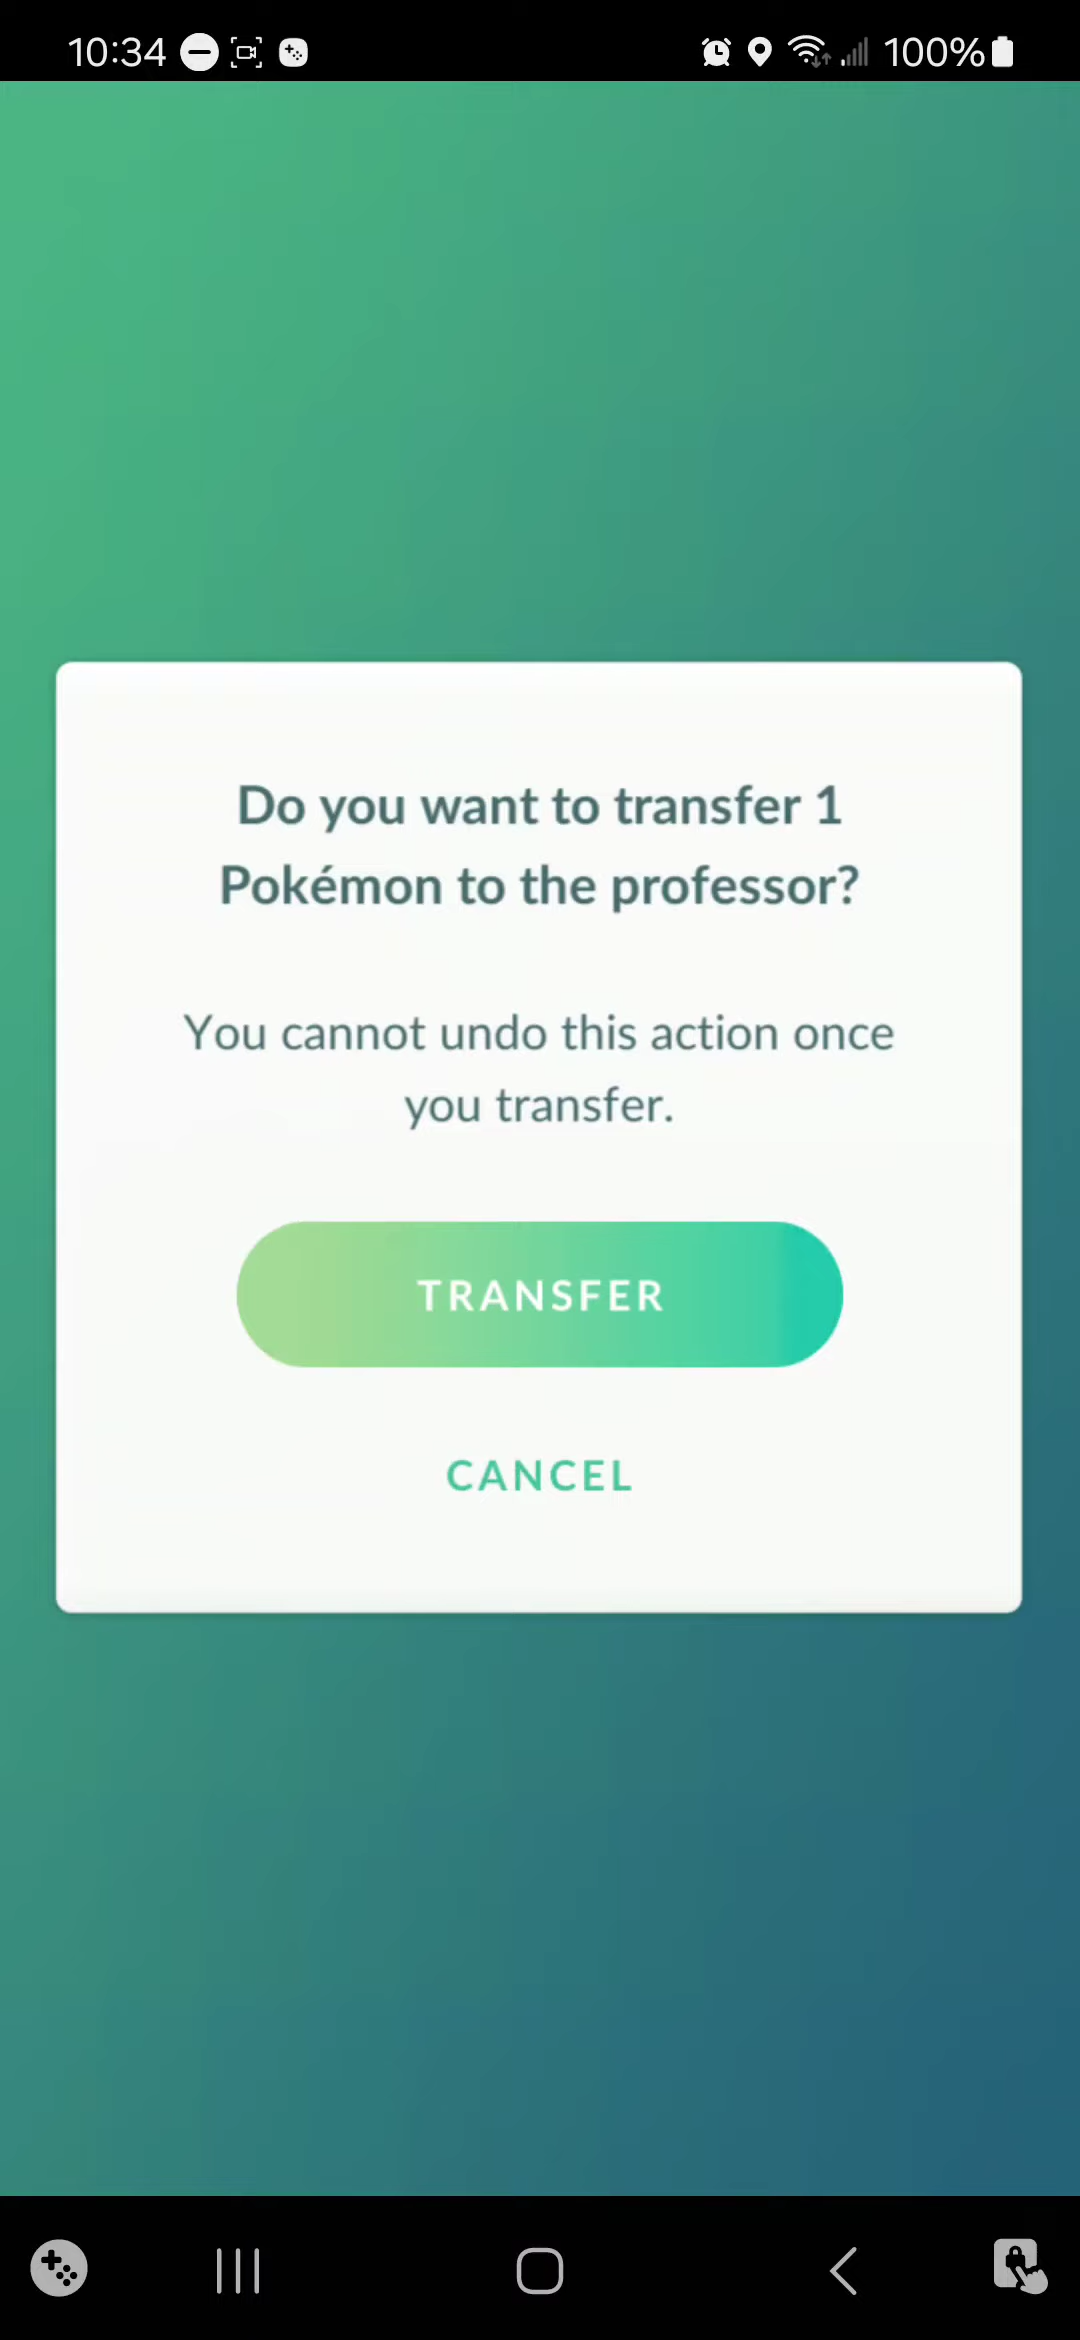 10:34
100%
Do you want to transfer 1
Pokémon to the professor?
You cannot undo this action once
you transfer.
TRANSFER
CANCEL